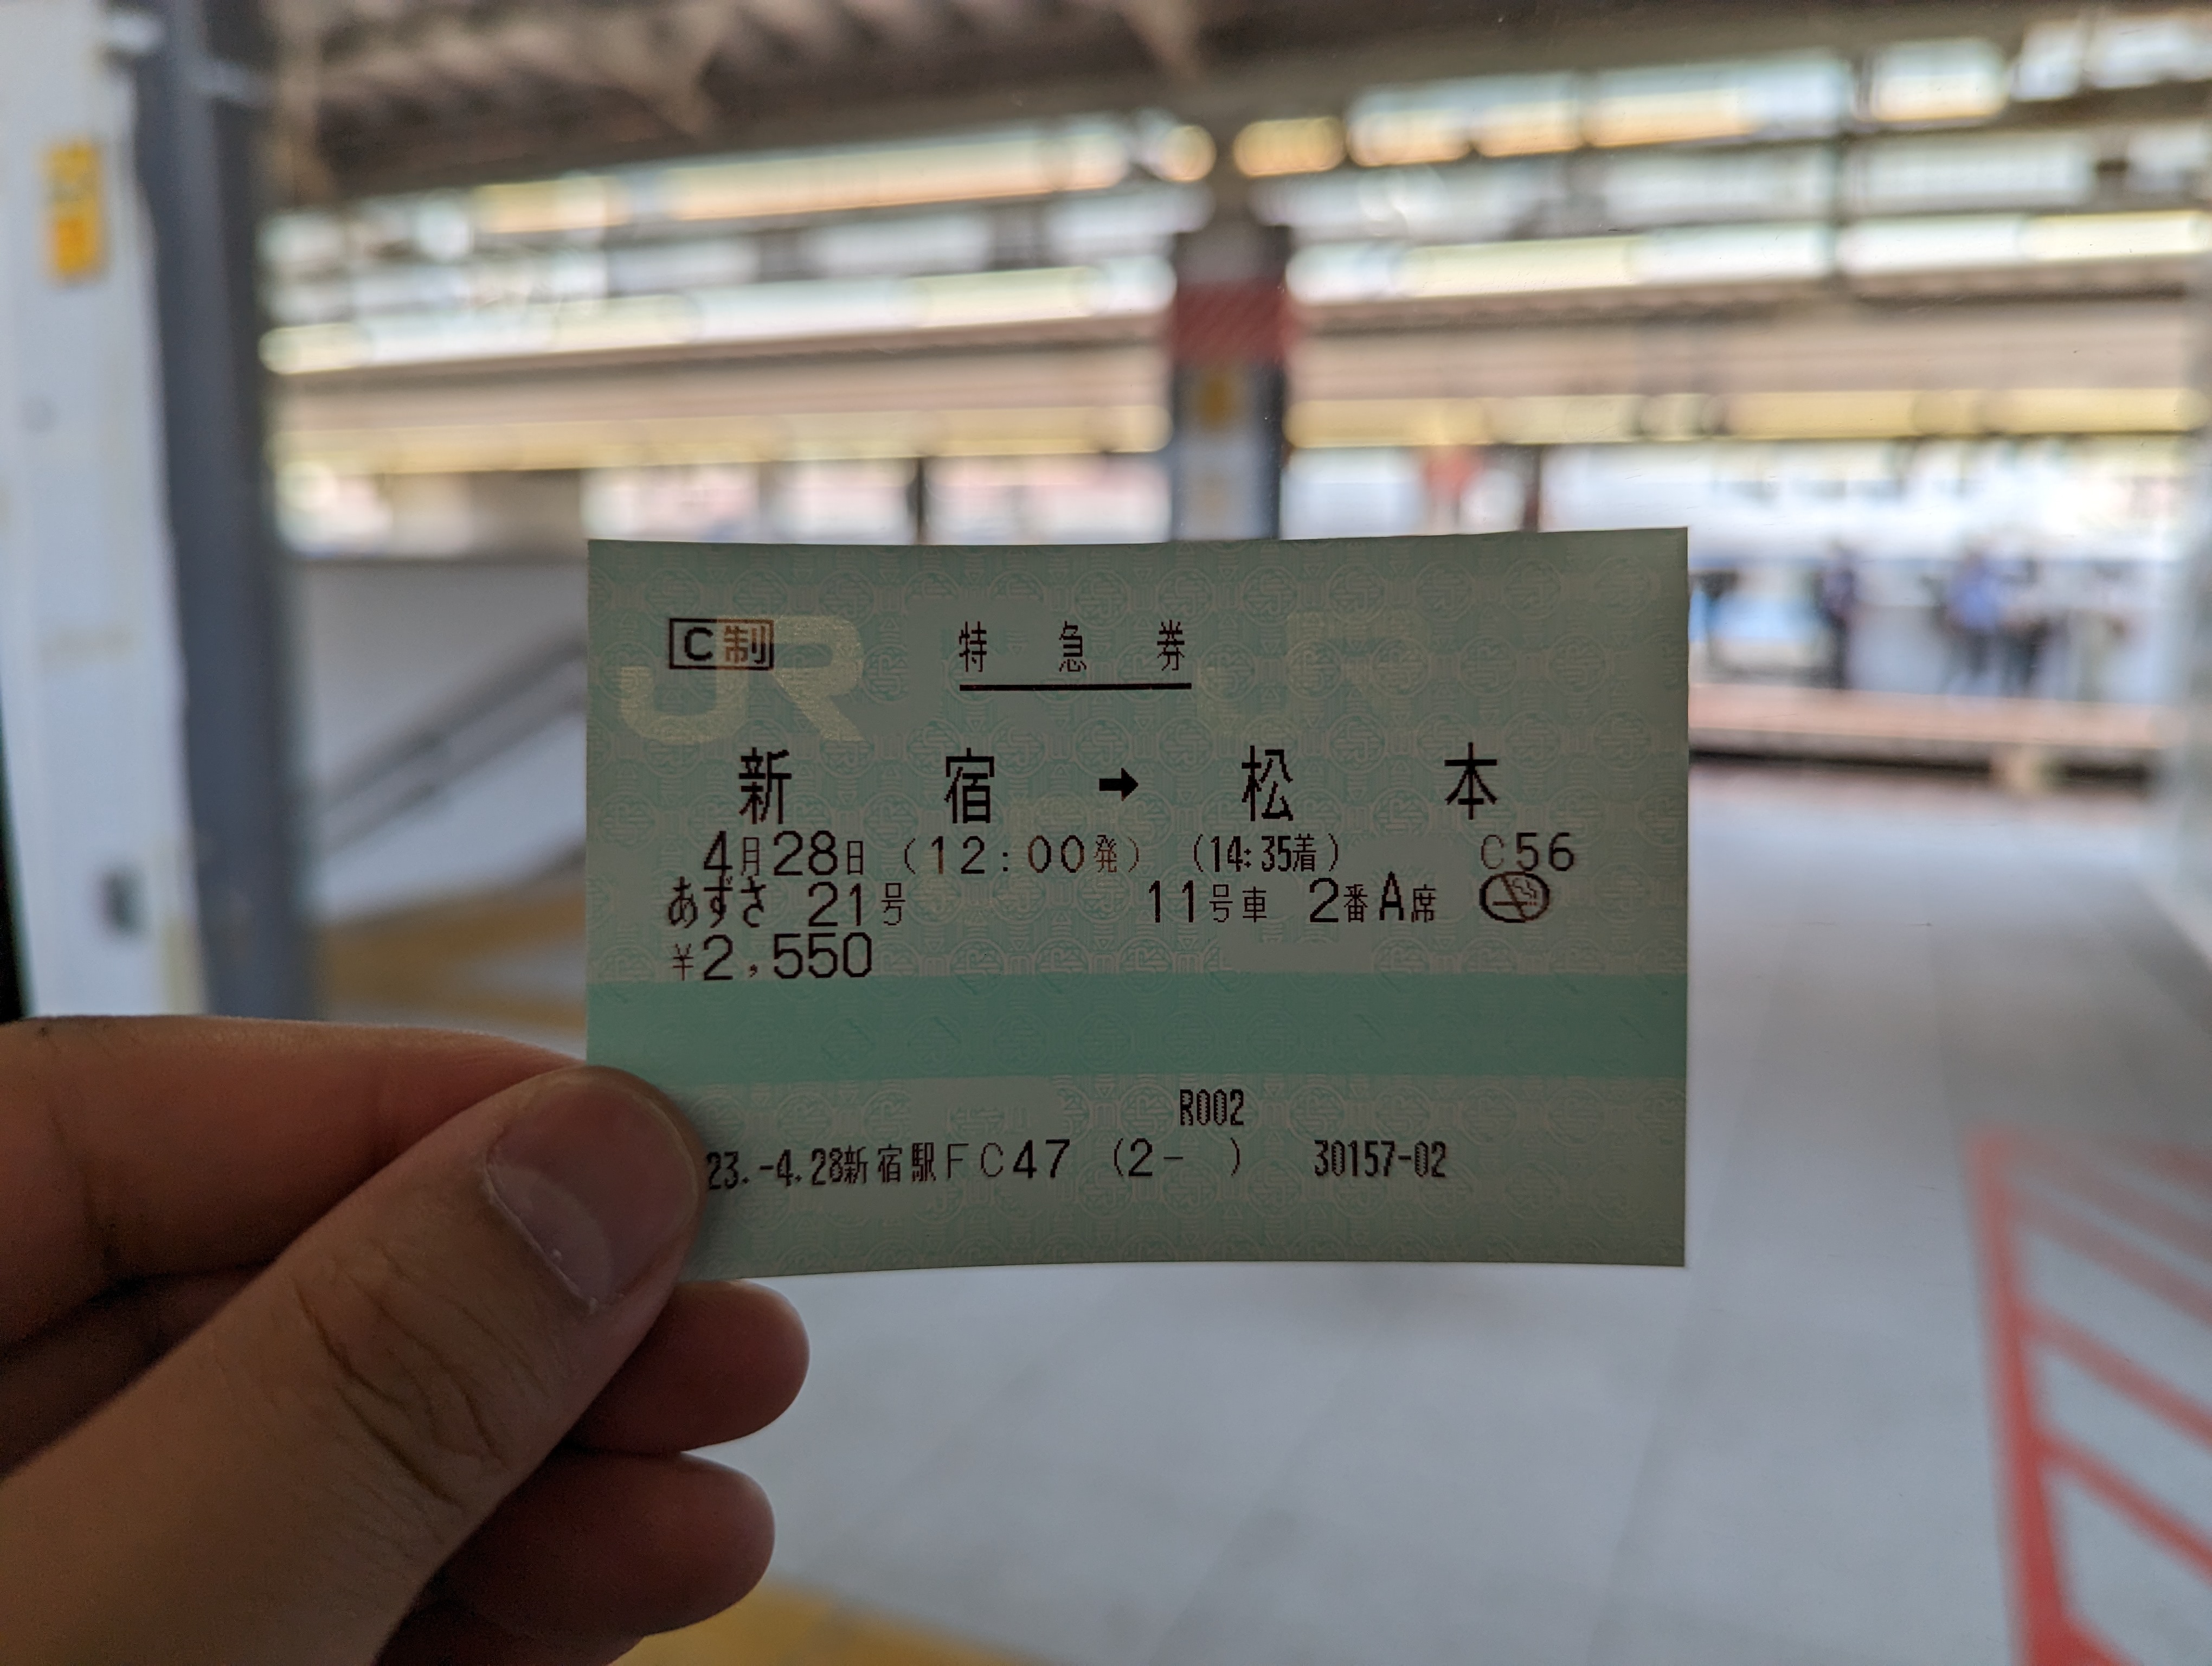 C制 特急券
新宿➡松本
4月28日（12:00発）（14:35着） C56
あずさ 21号 11号車 2番A席
¥2,550
R002
23.-4.28新宿駅FC47 (2- ) 30157-02